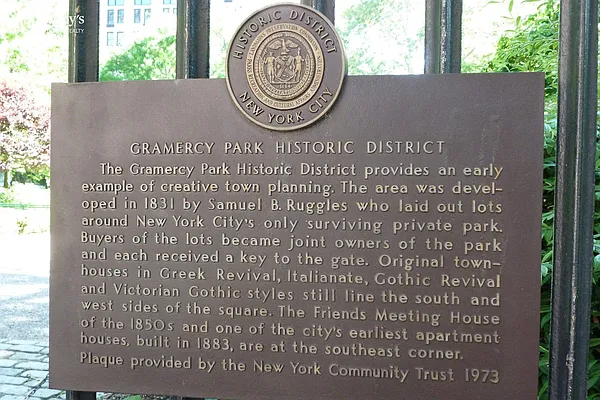 HISTORIC DISTRICT
NEW YORK CITY
GRAMERCY PARK HISTORIC DISTRICT
The Gramercy Park Historic District provides an early
example of creative town planning. The area was devel-
oped in 1831 by Samuel B. Ruggles who laid out lots
around New York City's only surviving private park.
Buyers of the lots became joint owners of the park
and each received a key to the gate. Original town-
houses in Greek Revival, Italianate, Gothic Revival
and Victorian Gothic styles still line the south and
west sides of the square. The Friends Meeting House
of the 1850s and one of the city's earliest apartment
houses, built in 1883, are at the southeast corner.
Plaque provided by the New York Community Trust 1973